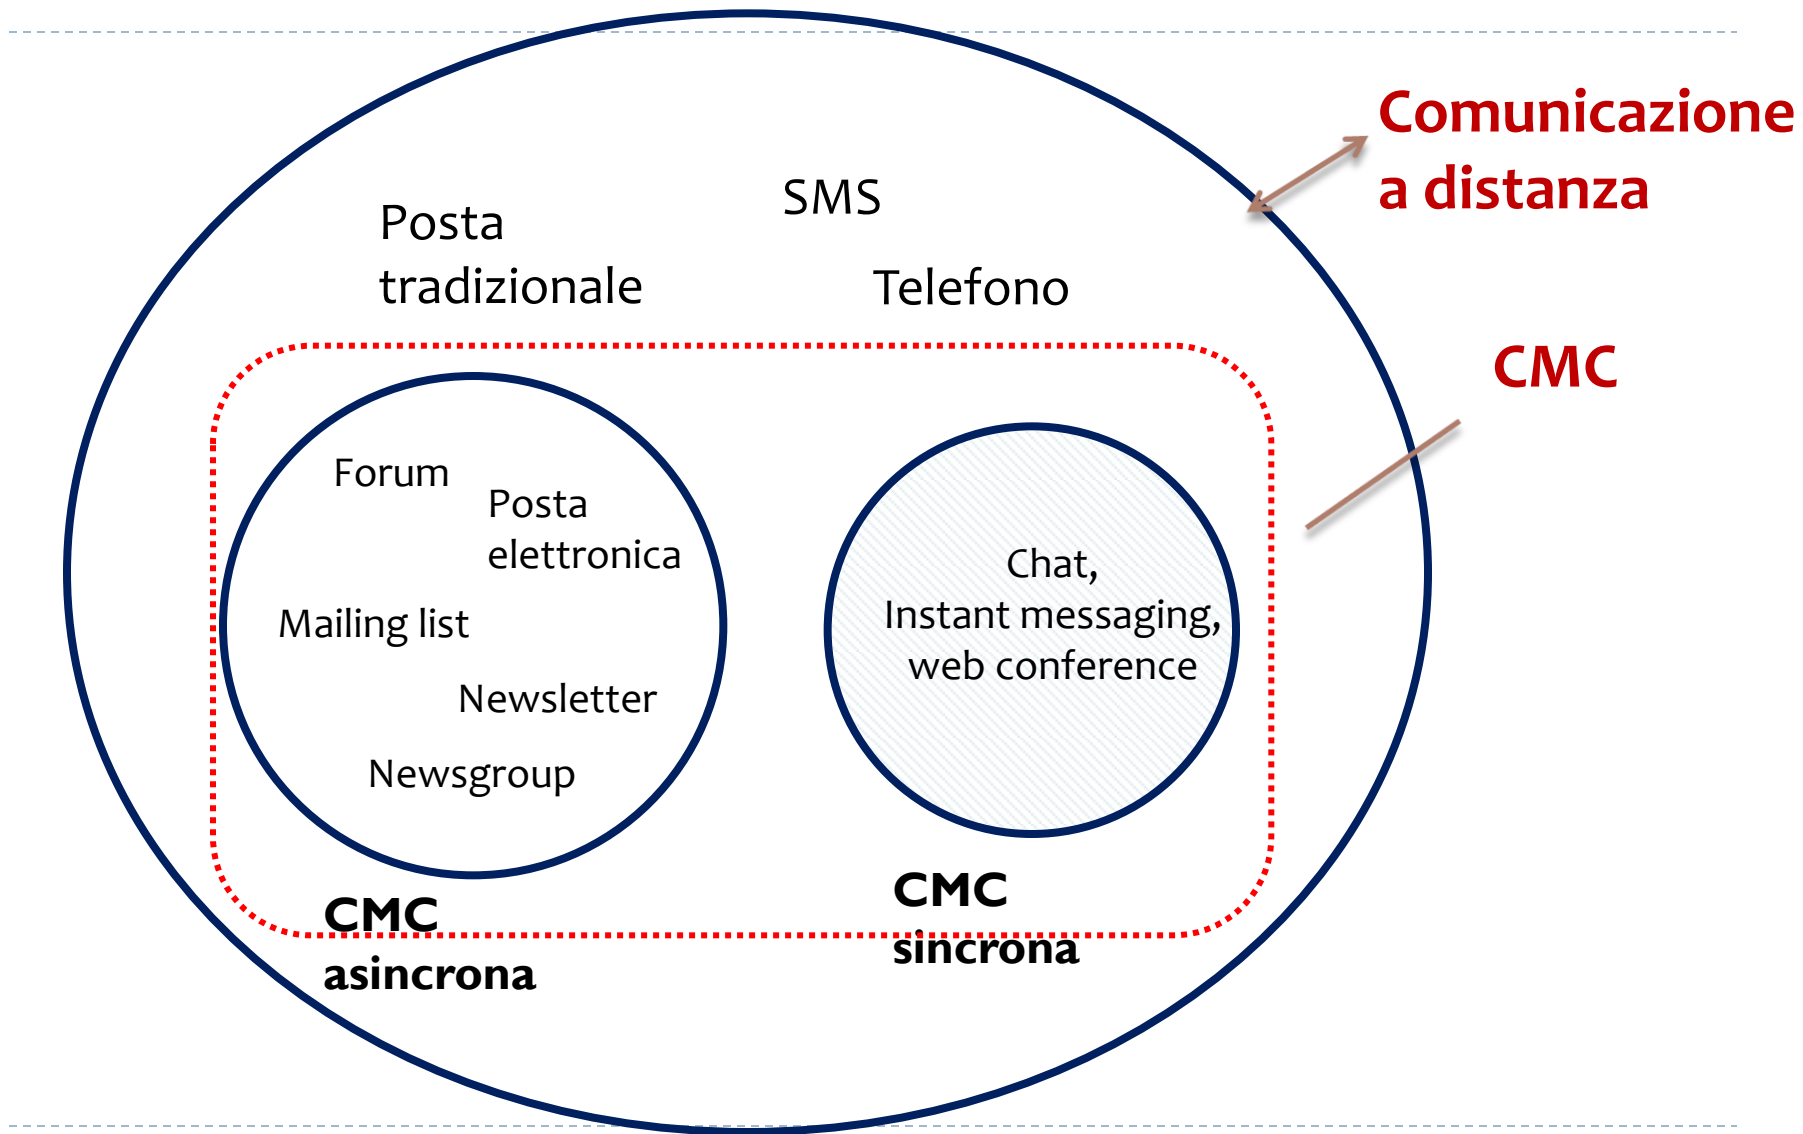 Comunicazione
a distanza
SMS
Posta
tradizionale
Telefono
CMC
Forum
Posta
elettronica
Mailing list
Newsletter
Newsgroup
Chat,
Instant messaging,
web conference
CMC
asincrona
CMC
sincrona